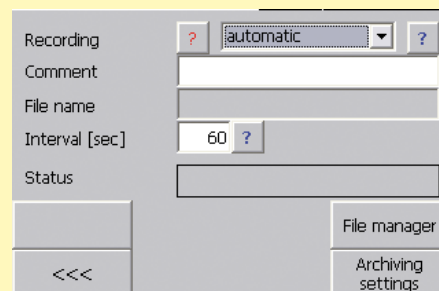 Recording ? automatic ?
Comment
File name
Interval [sec] 60 ?
Status
File manager
<<< Archiving
settings